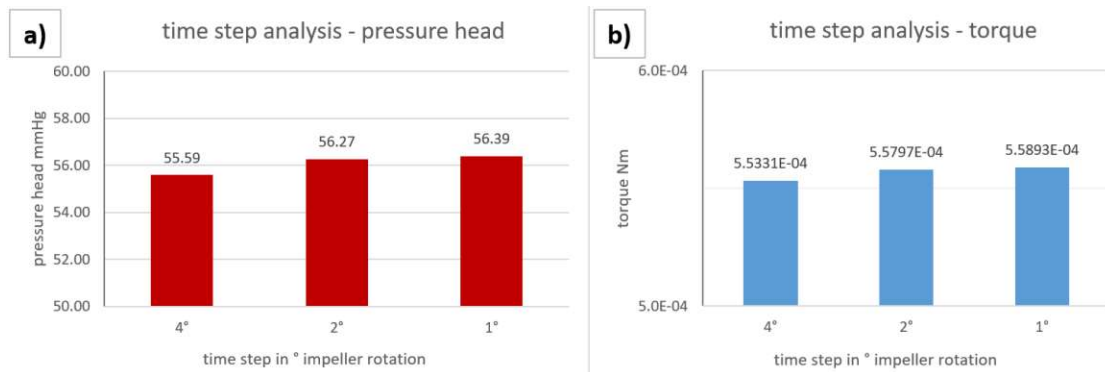 a)
time step analysis - pressure head
pressure head mmHg
60.00
58.00
56.00
54.00
52.00
50.00
55.59
56.27
56.39
4°
2°
1°
time step in ° impeller rotation
b)
time step analysis - torque
torque Nm
6.0E-04
5.0E-04
5.5331E-04
5.5797E-04
5.5893E-04
4°
2°
1°
time step in ° impeller rotation